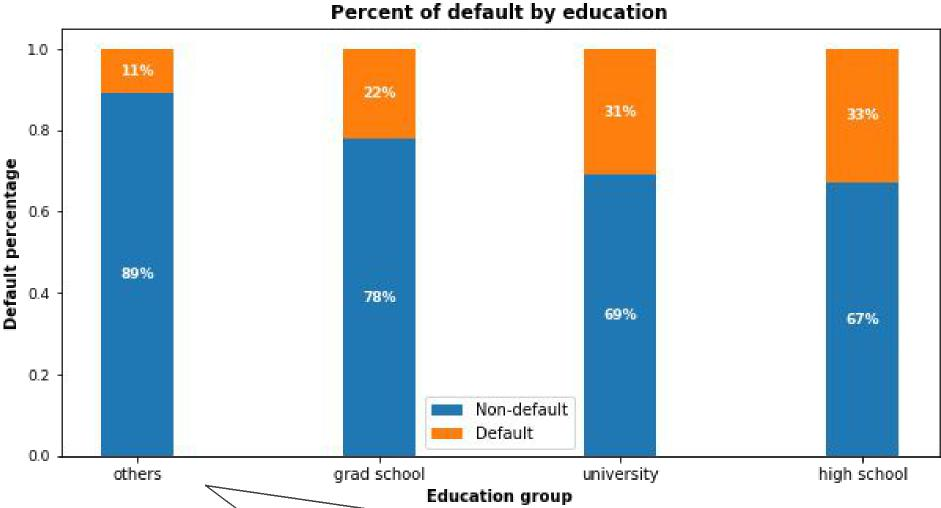 Percent of default by education
Default percentage
1.0
0.8
0.6
0.4
0.2
0.0
11%
22%
31%
33%
89%
78%
69%
67%
Non-default
Default
others grad school university high school
Education group